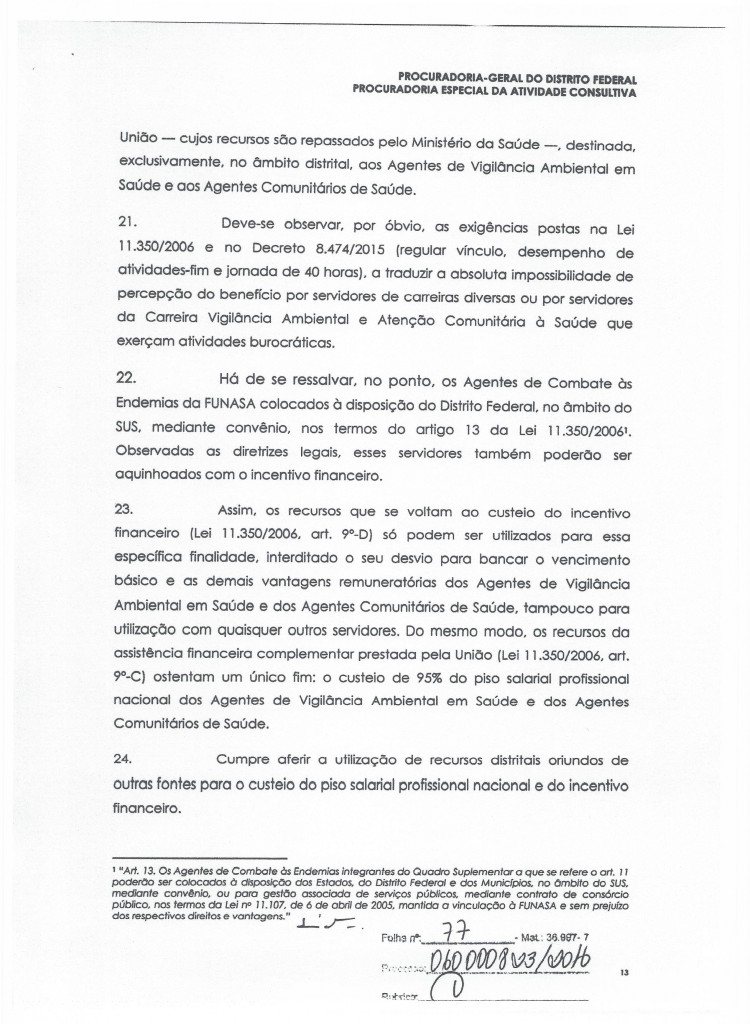 PROCURADORIA-GERAL DO DISTRITO FEDERAL
PROCURADORIA ESPECIAL DA ATIVIDADE CONSULTIVA
União — cujos recursos são repassados pelo Ministério da Saúde —, destinada,
exclusivamente, no âmbito distrital, aos Agentes de Vigilância Ambiental em
Saúde e aos Agentes Comunitários de Saúde.
21. Deve-se observar, por óbvio, as exigências postas na Lei
11.350/2006 e no Decreto 8.474/2015 (regular vínculo, desempenho de
atividades-fim e jornada de 40 horas), a traduzir a absoluta impossibilidade de
percepção do benefício por servidores de carreiras diversas ou por servidores
da Carreira Vigilância Ambiental e Atenção Comunitária à Saúde que
exerçam atividades burocráticas.
22. Há de se ressalvar, no ponto, os Agentes de Combate às
Endemias da FUNASA colocados à disposição do Distrito Federal, no âmbito do
SUS, mediante convênio, nos termos do artigo 13 da Lei 11.350/2006¹.
Observadas as diretrizes legais, esses servidores também poderão ser
aquinhoados com o incentivo financeiro.
23. Assim, os recursos que se voltam ao custeio do incentivo
financeiro (Lei 11.350/2006, art. 9º-D) só podem ser utilizados para essa
específica finalidade, interditado o seu desvio para bancar o vencimento
básico e as demais vantagens remuneratórias dos Agentes de Vigilância
Ambiental em Saúde e dos Agentes Comunitários de Saúde, tampouco para
utilização com quaisquer outros servidores. Do mesmo modo, os recursos da
assistência financeira complementar prestada pela União (Lei 11.350/2006, art.
9º-C) ostentam um único fim: o custeio de 95% do piso salarial profissional
nacional dos Agentes de Vigilância Ambiental em Saúde e dos Agentes
Comunitários de Saúde.
24. Cumpre aferir a utilização de recursos distritais oriundos de
outras fontes para o custeio do piso salarial profissional nacional e do incentivo
financeiro.
¹ "Art. 13. Os Agentes de Combate às Endemias integrantes do Quadro Suplementar a que se refere o art. 11
poderão ser colocados à disposição dos Estados, do Distrito Federal e dos Municípios, no âmbito do SUS,
mediante convênio, ou para gestão associada de serviços públicos, mediante contrato de consórcio
público, nos termos da Lei nº 11.107, de 6 de abril de 2005, mantida a vinculação à FUNASA e sem prejuízo
dos respectivos direitos e vantagens."
Folha nº. 77 - Mat.: 36.997-7
Processo:
Rubrica:
13